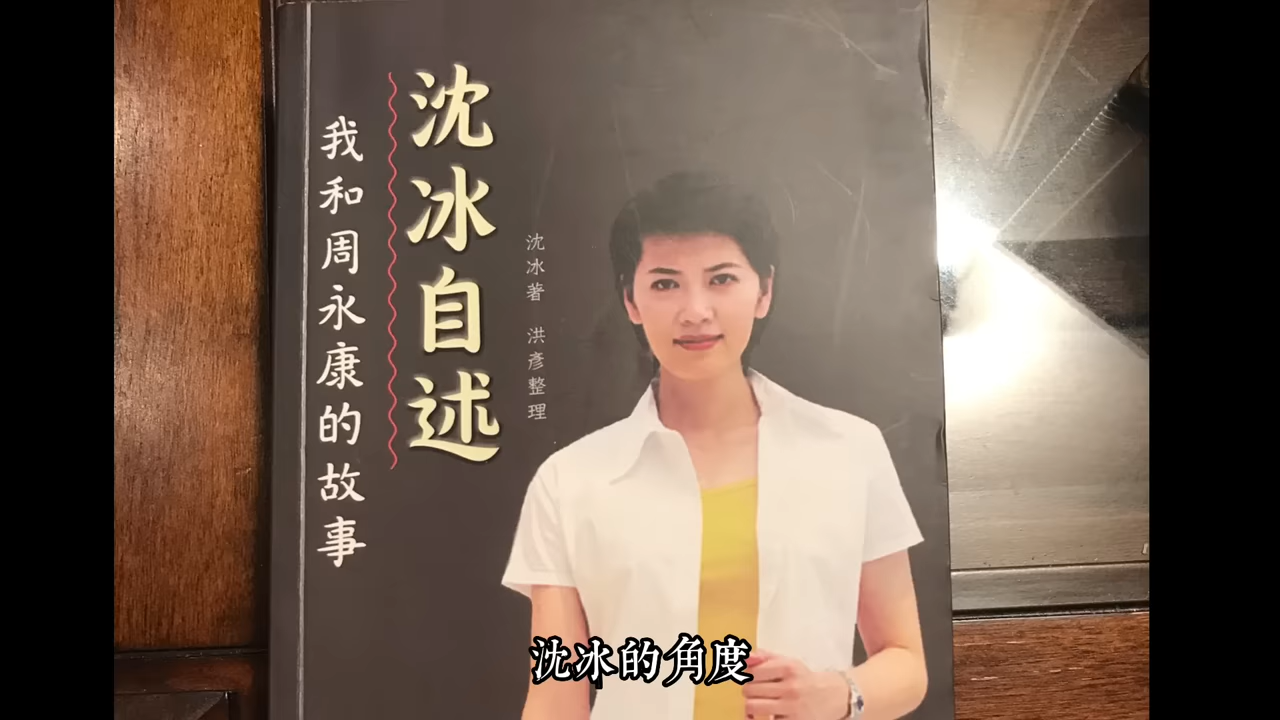 沈冰自述
我和周永康的故事
沈冰著 洪彥整理
沈冰的角度